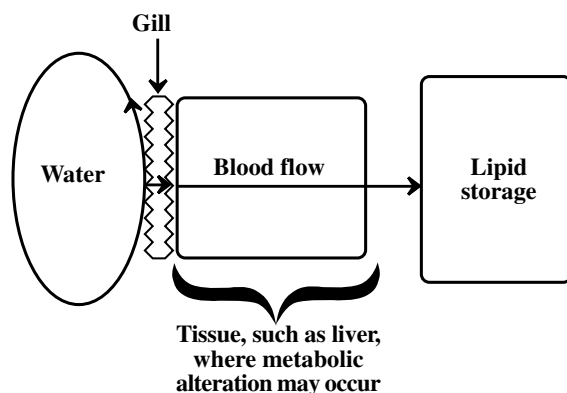 Gill
Water
Blood flow
Lipid
storage
Tissue, such as liver,
where metabolic
alteration may occur